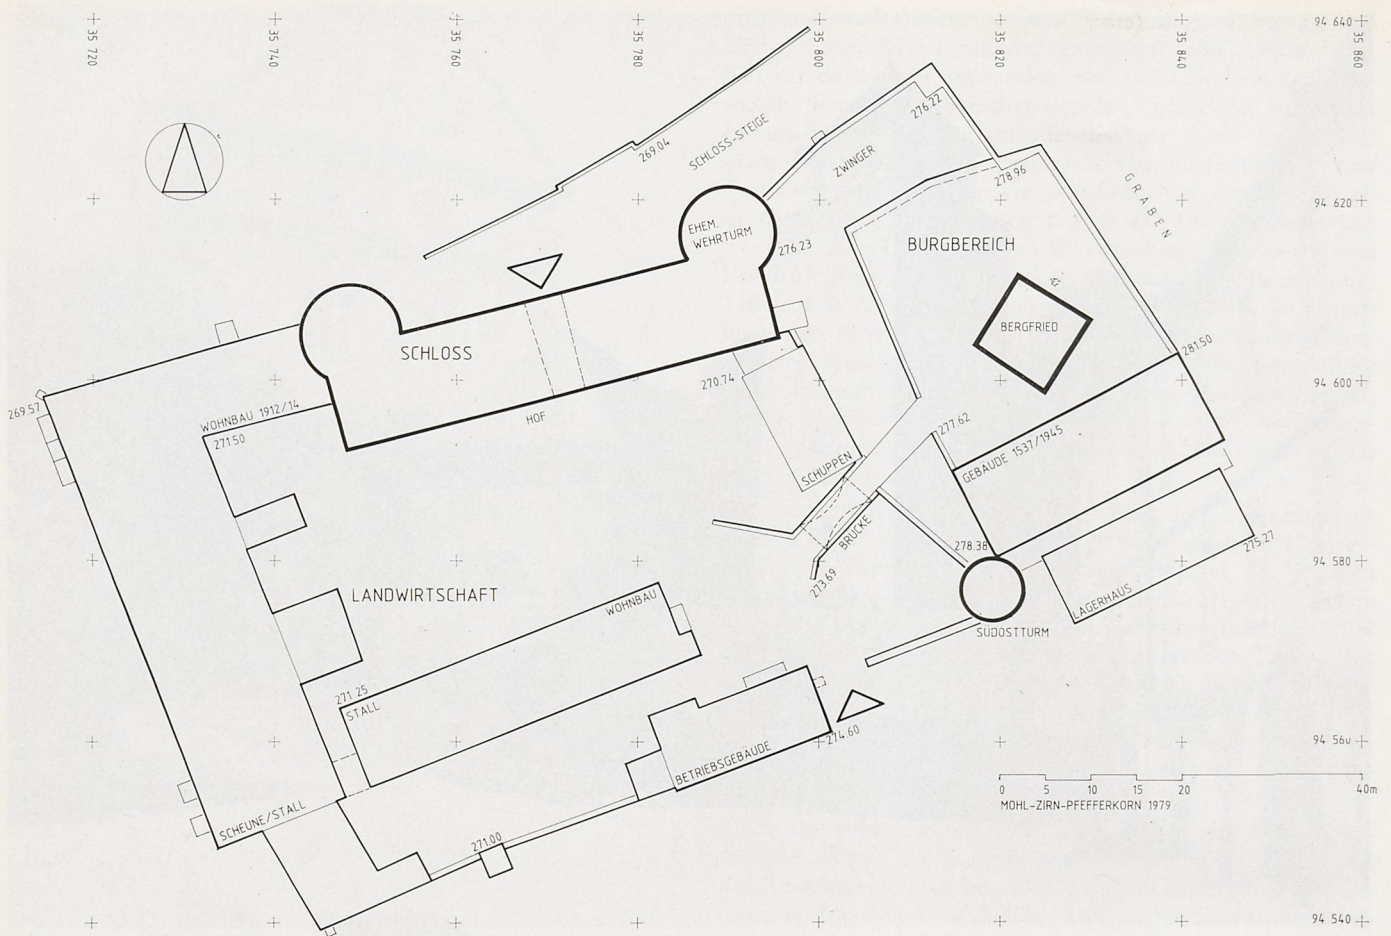 35 720
35 740
35 760
35 780
35 800
35 820
35 840
35 860
94 640
276.22
SCHLOSS-STEIGE
269.04
ZWINGER
278.96
GRABEN
94 620
EHEM.
WEHRTURM
276.23
BURGBEREICH
BERGFRIED
SCHLOSS
281.50
270.74
94 600
269.57
WOHNBAU 1912/14
271.50
HOF
277.62
GEBÄUDE 1537/1945
SCHUPPEN
BRÜCKE
278.38
275.27
94 580
273.69
LANDWIRTSCHAFT
WOHNBAU
LAGERHAUS
SÜDOSTTURM
271.25
STALL
274.60
94 560
BETRIEBSGEBÄUDE
0 5 10 15 20 40m
MOHL-ZIRN-PFEFFERKORN 1979
SCHEUNE/STALL
271.00
94 540